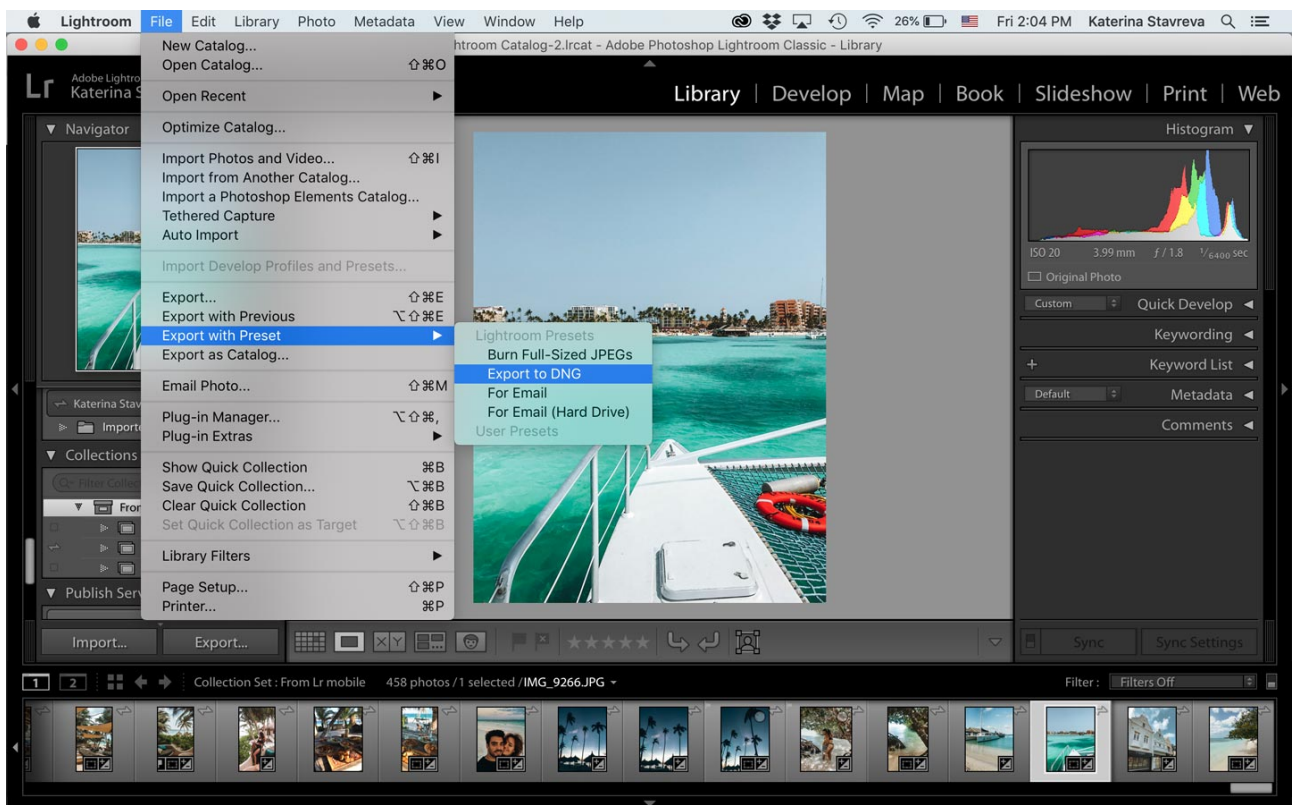 Lightroom File Edit Library Photo Metadata View Window Help 26% Fri 2:04 PM Katerina Stavreva
htroom Catalog-2.lrcat - Adobe Photoshop Lightroom Classic - Library
Lr Adobe Lightro
Katerina S
Library | Develop | Map | Book | Slideshow | Print | Web
New Catalog...
Open Catalog... ⇧⌘O
Open Recent
Optimize Catalog...
Import Photos and Video... ⇧⌘I
Import from Another Catalog...
Import a Photoshop Elements Catalog...
Tethered Capture
Auto Import
Import Develop Profiles and Presets...
Export... ⇧⌘E
Export with Previous ⌥⇧⌘E
Export with Preset
Export as Catalog...
Email Photo... ⇧⌘M
Plug-in Manager... ⌥⇧⌘,
Plug-in Extras
Show Quick Collection ⌘B
Save Quick Collection... ⌥⌘B
Clear Quick Collection ⇧⌘B
Set Quick Collection as Target ⌥⇧⌘B
Library Filters
Page Setup... ⇧⌘P
Printer... ⌘P
Lightroom Presets
Burn Full-Sized JPEGs
Export to DNG
For Email
For Email (Hard Drive)
User Presets
Navigator
Katerina Stav
Importe
Collections
Filter Collec
Fron
Publish Serv
Import... Export...
Histogram
ISO 20 3.99 mm ƒ / 1.8 1/6400 sec
Original Photo
Custom Quick Develop
Keywording
+ Keyword List
Default Metadata
Comments
Sync Sync Settings
1 2 Collection Set : From Lr mobile 458 photos / 1 selected / IMG_9266.JPG Filter : Filters Off